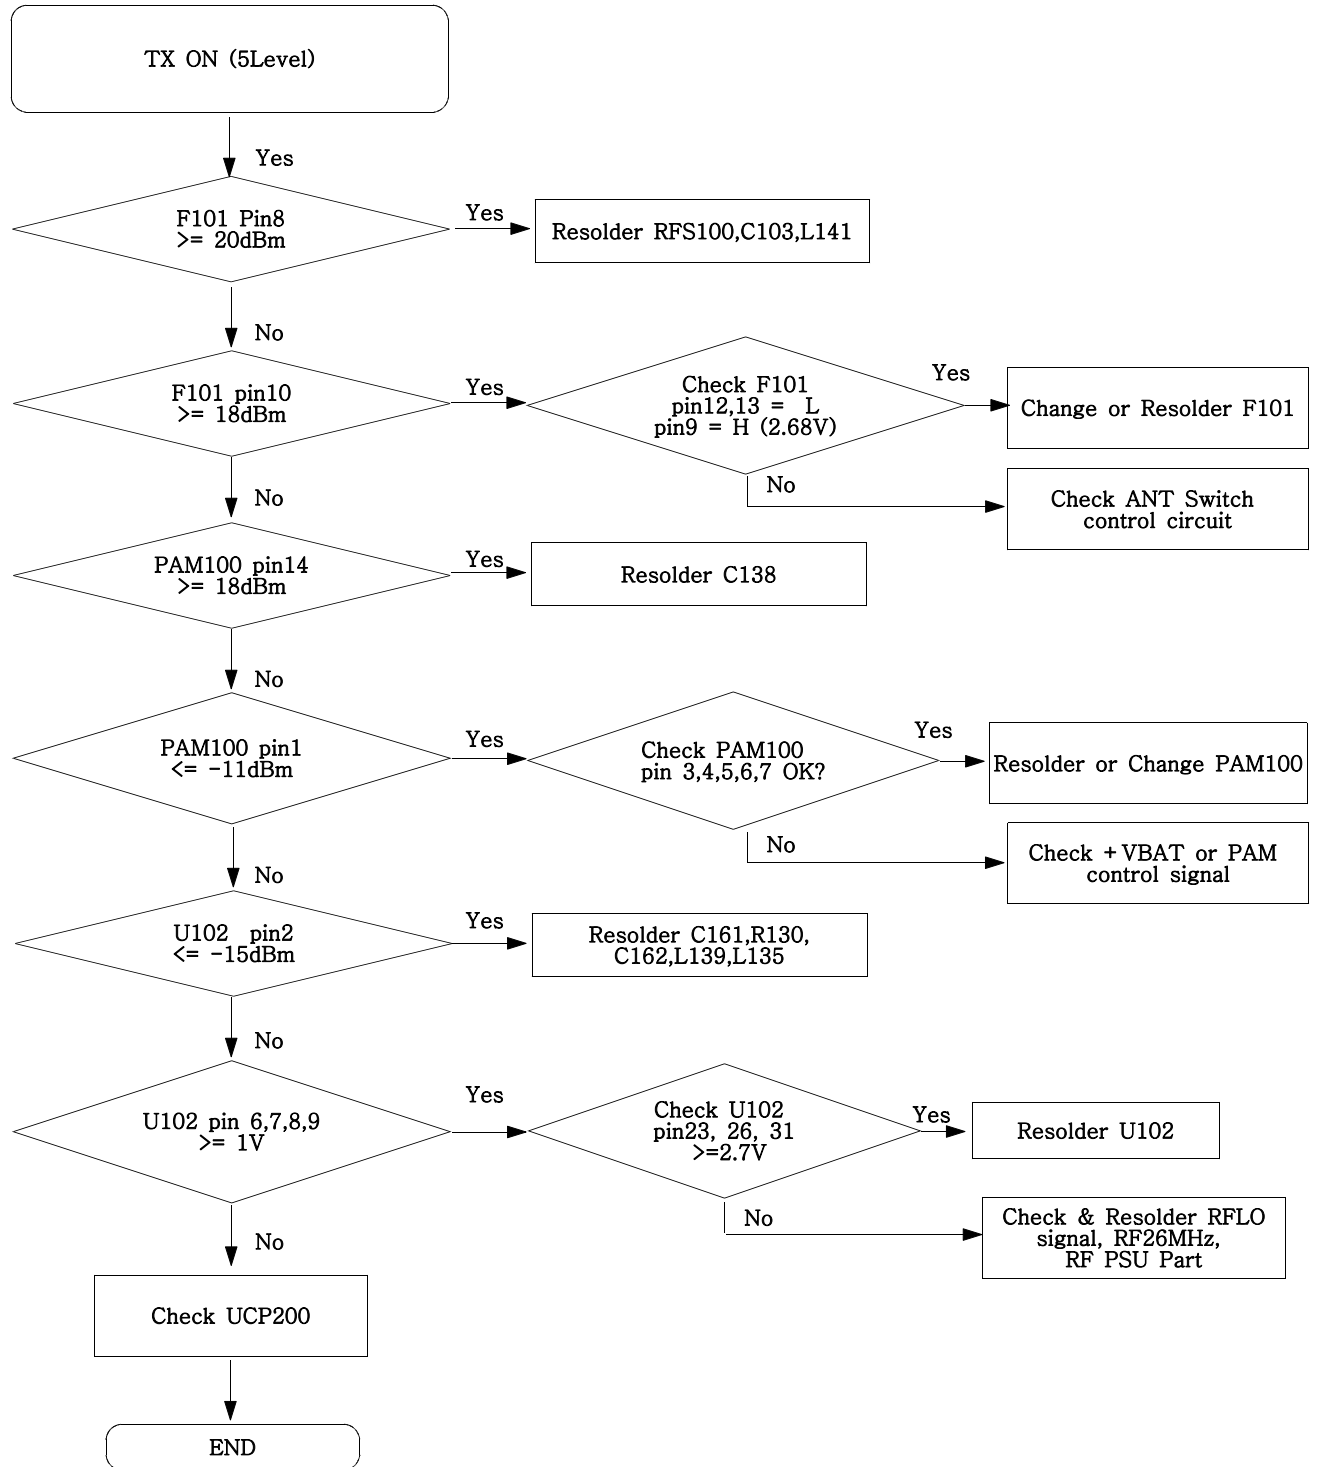 TX ON (5Level)
Yes
F101 Pin8
>= 20dBm
Yes
Resolder RFS100,C103,L141
No
F101 pin10
>= 18dBm
Yes
Check F101
pin12,13 = L
pin9 = H (2.68V)
Yes
Change or Resolder F101
No
Check ANT Switch
control circuit
No
PAM100 pin14
>= 18dBm
Yes
Resolder C138
No
PAM100 pin1
<= -11dBm
Yes
Check PAM100
pin 3,4,5,6,7 OK?
Yes
Resolder or Change PAM100
No
Check +VBAT or PAM
control signal
No
U102 pin2
<= -15dBm
Yes
Resolder C161,R130,
C162,L139,L135
No
U102 pin 6,7,8,9
>= 1V
Yes
Check U102
pin23, 26, 31
>=2.7V
Yes
Resolder U102
No
Check & Resolder RFLO
signal, RF26MHz,
RF PSU Part
No
Check UCP200
END